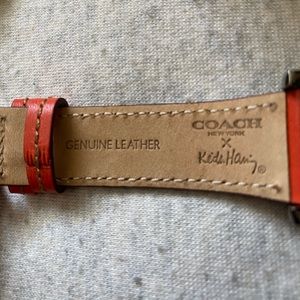 GENUINE LEATHER
COACH
NEW YORK
X
Keith Haring ®